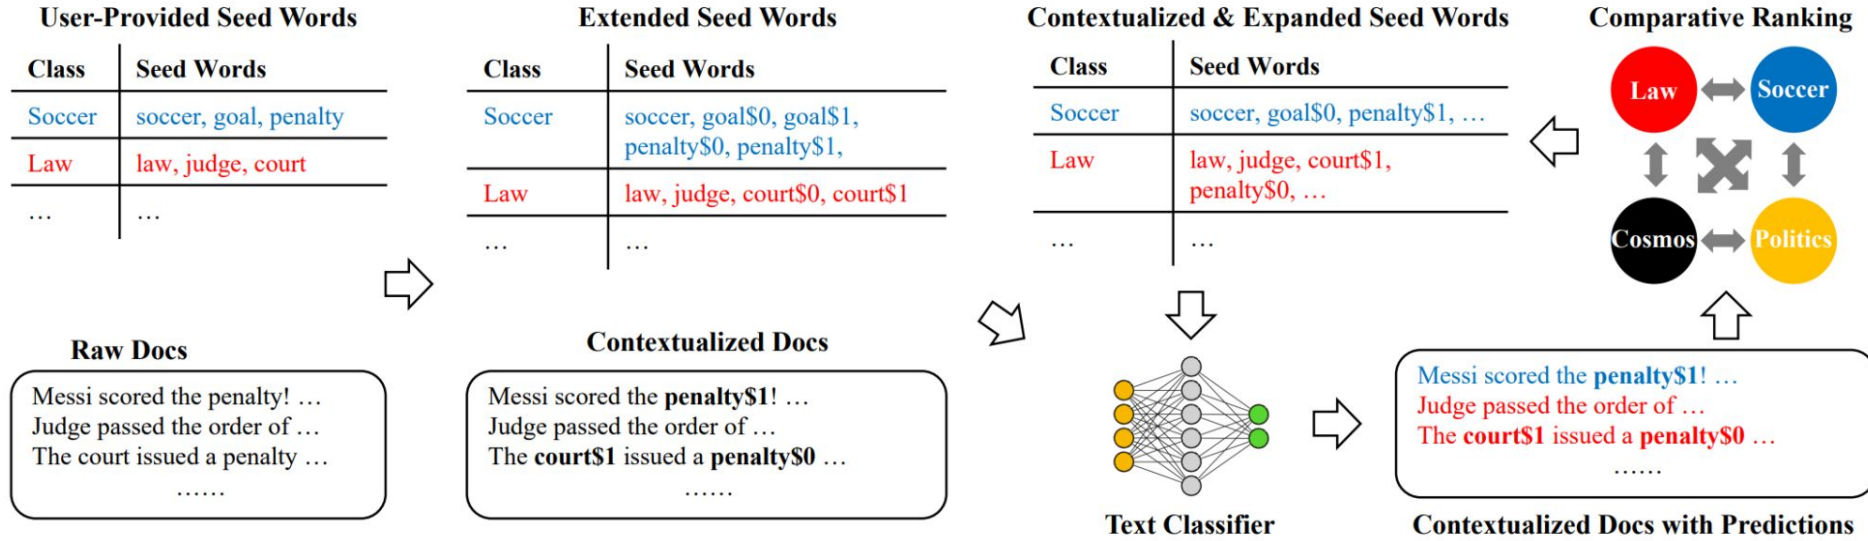 User-Provided Seed Words
Class Seed Words
Soccer soccer, goal, penalty
Law law, judge, court
… …
Raw Docs
Messi scored the penalty! …
Judge passed the order of …
The court issued a penalty …
……
Extended Seed Words
Class Seed Words
Soccer soccer, goal$0, goal$1,
penalty$0, penalty$1,
Law law, judge, court$0, court$1
… …
Contextualized Docs
Messi scored the penalty$1! …
Judge passed the order of …
The court$1 issued a penalty$0 …
……
Contextualized & Expanded Seed Words
Class Seed Words
Soccer soccer, goal$0, penalty$1, …
Law law, judge, court$1,
penalty$0, …
… …
Text Classifier
Comparative Ranking
Law Soccer
Cosmos Politics
Messi scored the penalty$1! …
Judge passed the order of …
The court$1 issued a penalty$0 …
……
Contextualized Docs with Predictions